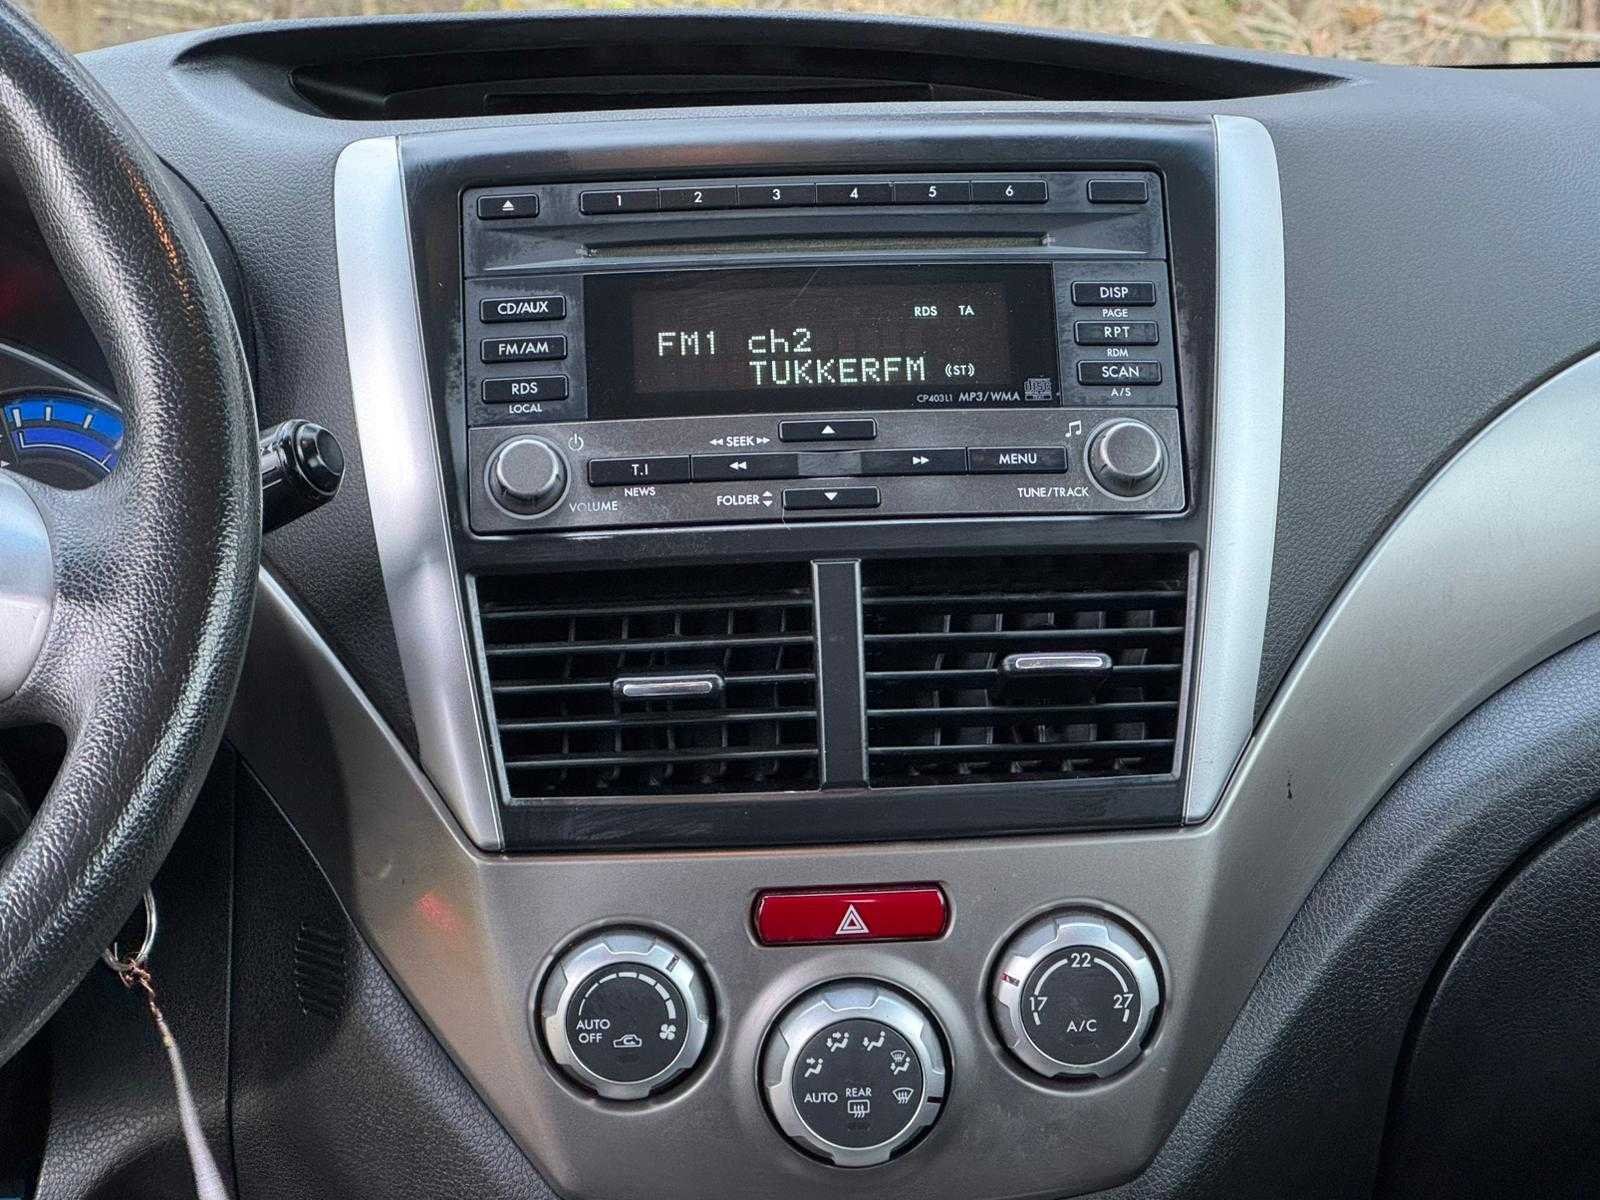 1 2 3 4 5 6
CD/AUX
FM/AM
RDS
LOCAL
RDS TA
FM1 ch2
TUKKERFM ((ST))
CP403L1 MP3/WMA
DISP
PAGE
RPT
RDM
SCAN
A/S
SEEK
T.I
NEWS
VOLUME
FOLDER
MENU
TUNE/TRACK
AUTO
OFF
AUTO
REAR
17 22 27
A/C